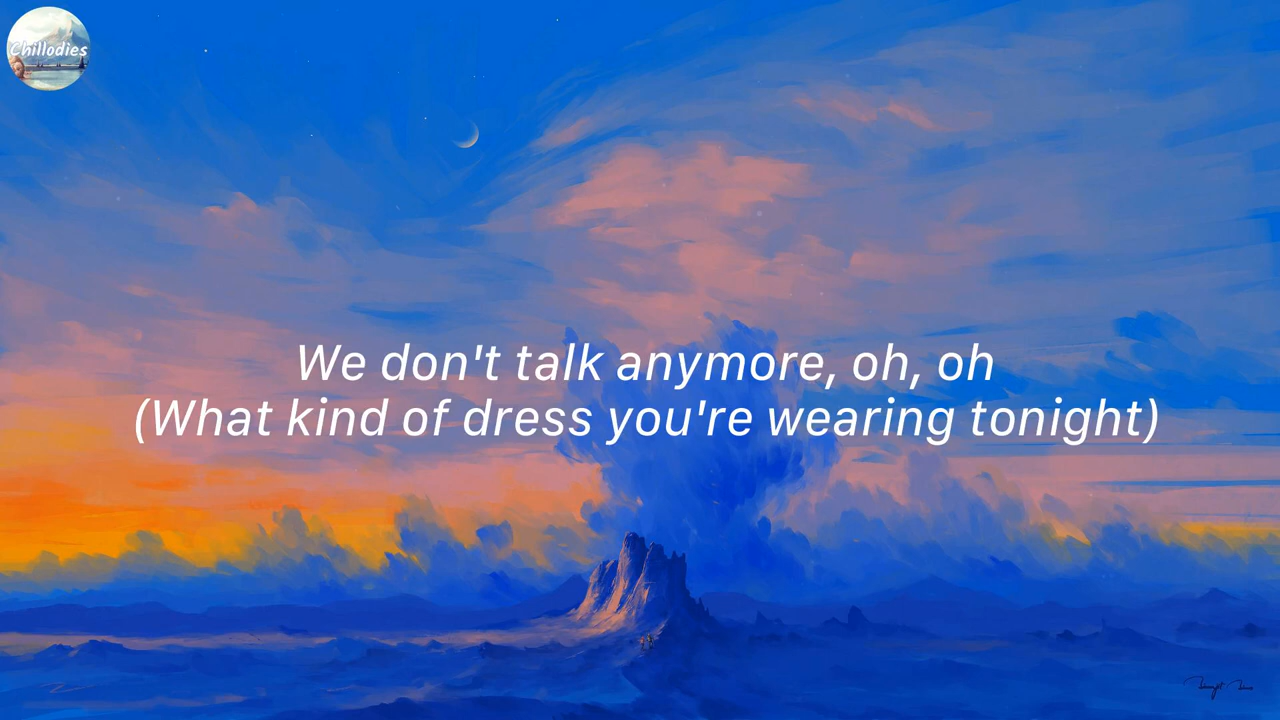 Chillodies
We don't talk anymore, oh, oh
(What kind of dress you're wearing tonight)